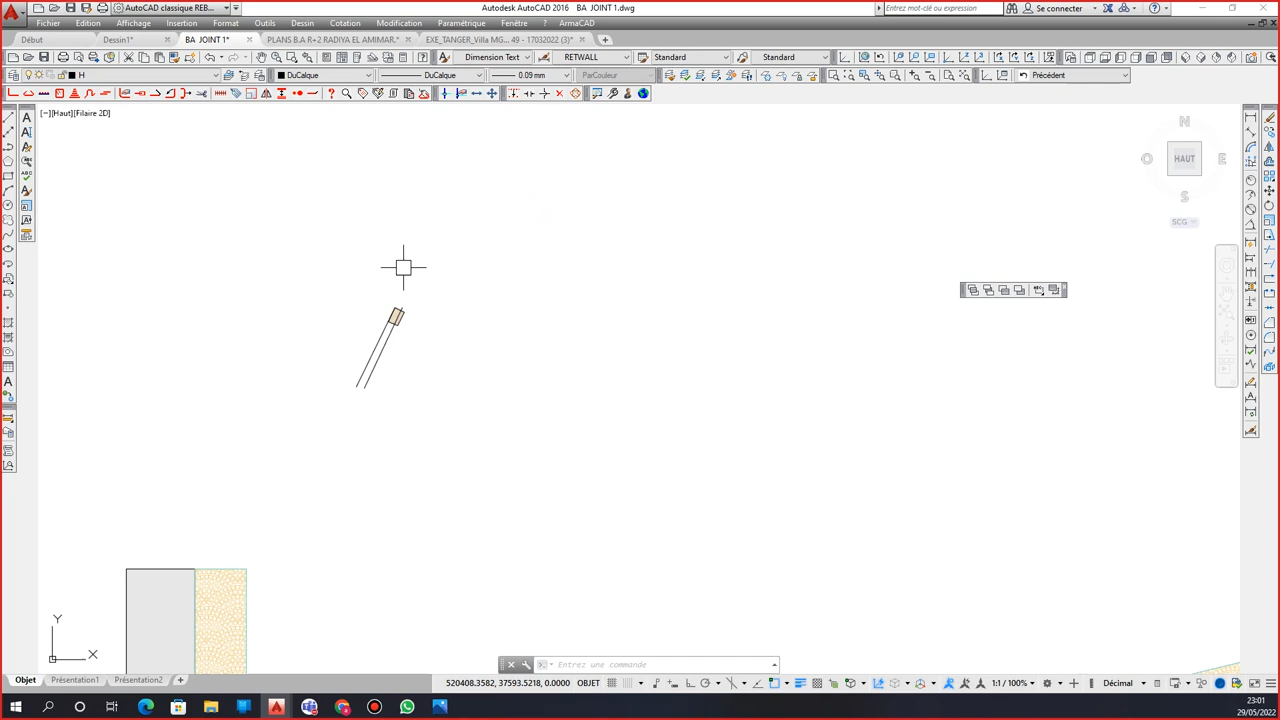 AutoCAD classique REB...
Autodesk AutoCAD 2016 BA JOINT 1.dwg
Entrez mot-clé ou expression
Se connecter
Fichier Edition Affichage Insertion Format Outils Dessin Cotation Modification Paramétrique Fenêtre ? ArmaCAD
Début Dessin1* BA JOINT 1* PLANS B.A R+2 RADIYA EL AMIMAR.* EXE_TANGER_Villa MG... 49 - 17032022 (3)*
Dimension Text RETWALL Standard Standard
H DuCalque DuCalque 0.09 mm ParCouleur Précédent
[−][Haut][Filaire 2D]
N
O HAUT E
S
SCG
Y
X
Entrez une commande
Objet Présentation1 Présentation2
520408.3582, 37593.5218, 0.0000 OBJET
1:1 / 100%
Décimal
23:01
29/05/2022